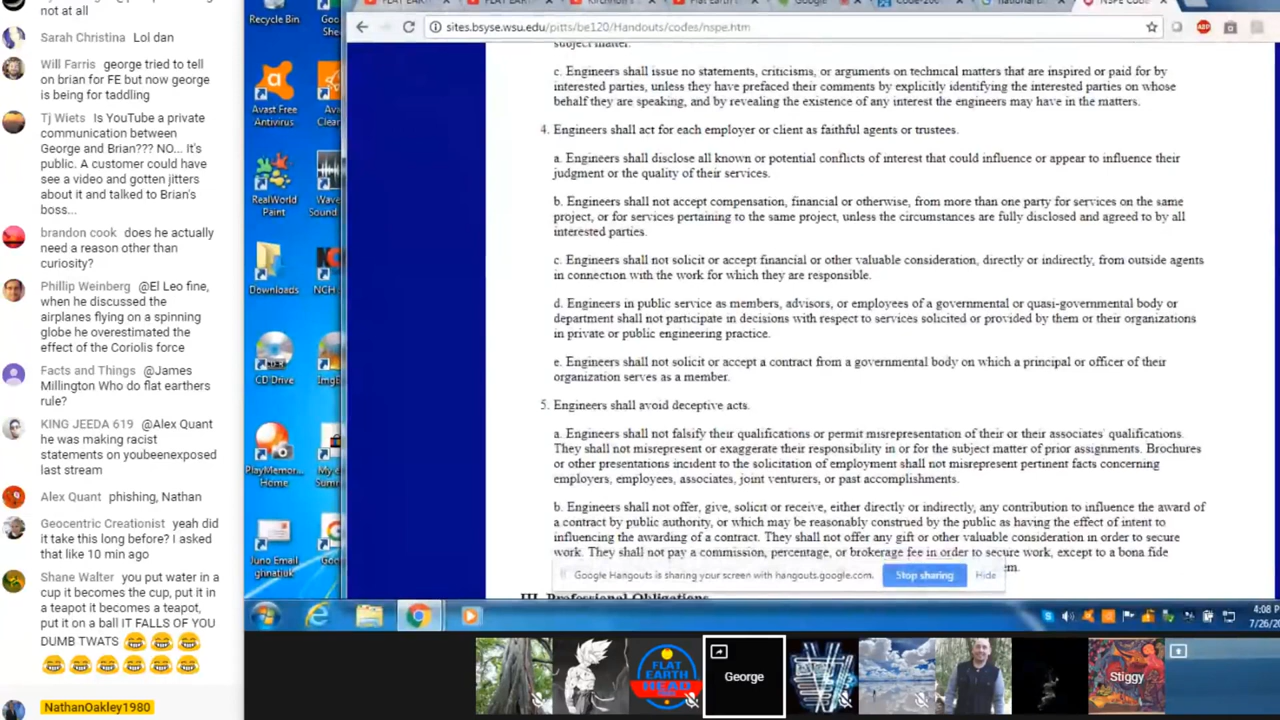 Sarah Christina Lol dan
Will Farris george tried to tell
on brian for FE but now george
is being for taddling
Tj Wiets Is YouTube a private
communication between
George and Brian??? NO... It's
public. A customer could have
see a video and gotten jitters
about it and talked to Brian's
boss...
brandon cook does he actually
need a reason other than
curiosity?
Phillip Weinberg @El Leo fine,
when he discussed the
airplanes flying on a spinning
globe he overestimated the
effect of the Coriolis force
Facts and Things @James
Millington Who do flat earthers
rule?
KING JEEDA 619 @Alex Quant
he was making racist
statements on youbeenexposed
last stream
Alex Quant phishing, Nathan
Geocentric Creationist yeah did
it take this long before? I asked
that like 10 min ago
Shane Walter you put water in a
cup it becomes the cup, put it in
a teapot it becomes a teapot,
put it on a ball IT FALLS OF YOU
DUMB TWATS 😂😂😂
😂😂😂😂😂😂
NathanOakley1980
Recycle Bin
Avast Free
Antivirus
RealWorld
Paint
Downloads
CD Drive
PlayMemor...
Home
Juno Email
Goo
Shee
Av
Clea
Wave
Sound
NCH
ImgE
My c
Sum
sites.bsyse.wsu.edu/pitts/be120/Handouts/codes/nspe.htm
ABP
subject matter.
c. Engineers shall issue no statements, criticisms, or arguments on technical matters that are inspired or paid for by
interested parties, unless they have prefaced their comments by explicitly identifying the interested parties on whose
behalf they are speaking, and by revealing the existence of any interest the engineers may have in the matters.
4. Engineers shall act for each employer or client as faithful agents or trustees.
a. Engineers shall disclose all known or potential conflicts of interest that could influence or appear to influence their
judgment or the quality of their services.
b. Engineers shall not accept compensation, financial or otherwise, from more than one party for services on the same
project, or for services pertaining to the same project, unless the circumstances are fully disclosed and agreed to by all
interested parties.
c. Engineers shall not solicit or accept financial or other valuable consideration, directly or indirectly, from outside agents
in connection with the work for which they are responsible.
d. Engineers in public service as members, advisors, or employees of a governmental or quasi-governmental body or
department shall not participate in decisions with respect to services solicited or provided by them or their organizations
in private or public engineering practice.
e. Engineers shall not solicit or accept a contract from a governmental body on which a principal or officer of their
organization serves as a member.
5. Engineers shall avoid deceptive acts.
a. Engineers shall not falsify their qualifications or permit misrepresentation of their or their associates' qualifications.
They shall not misrepresent or exaggerate their responsibility in or for the subject matter of prior assignments. Brochures
or other presentations incident to the solicitation of employment shall not misrepresent pertinent facts concerning
employers, employees, associates, joint venturers, or past accomplishments.
b. Engineers shall not offer, give, solicit or receive, either directly or indirectly, any contribution to influence the award of
a contract by public authority, or which may be reasonably construed by the public as having the effect of intent to
influencing the awarding of a contract. They shall not offer any gift or other valuable consideration in order to secure
work. They shall not pay a commission, percentage, or brokerage fee in order to secure work, except to a bona fide
em.
Google Hangouts is sharing your screen with hangouts.google.com.
Stop sharing
Hide
III. Professional Obligations
4:08 P
7/26/20
FLAT
EARTH
HEAD
George
Stiggy